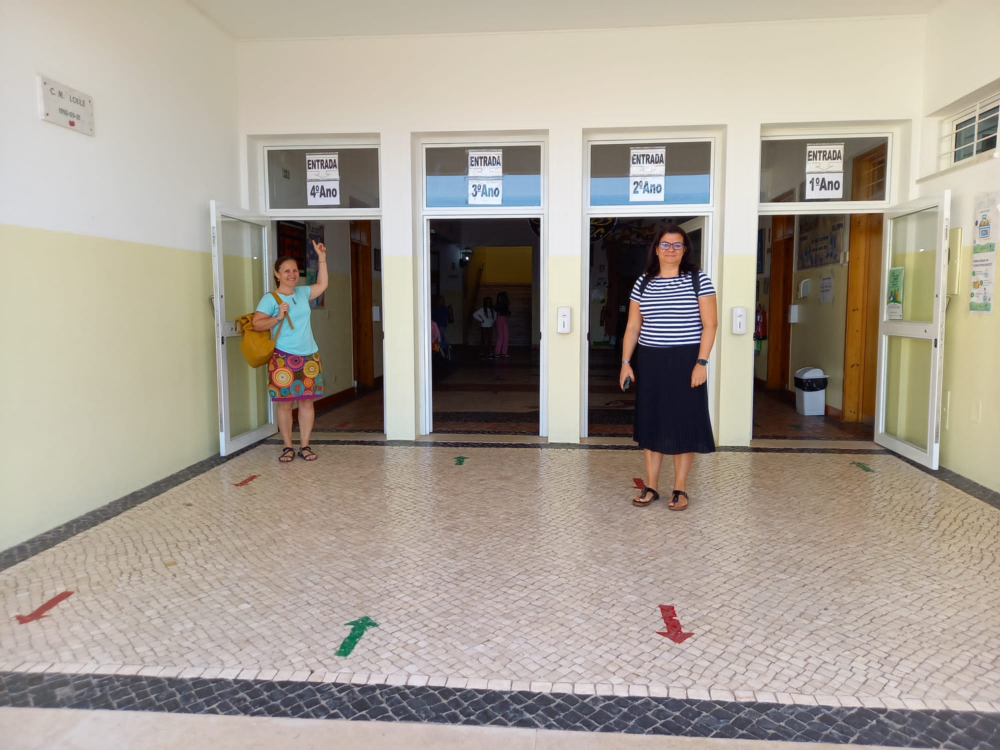 C. M. LOULÉ
1992-09-21
ENTRADA
4ºAno
ENTRADA
3ºAno
ENTRADA
2ºAno
ENTRADA
1ºAno